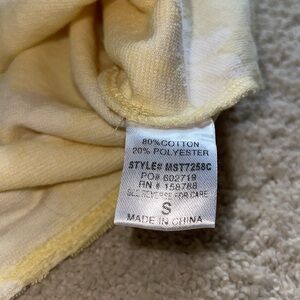 80%COTTON
20% POLYESTER
STYLE# MST7258C
PO# 602719
RN # 158788
SEE REVERSE FOR CARE
S
MADE IN CHINA